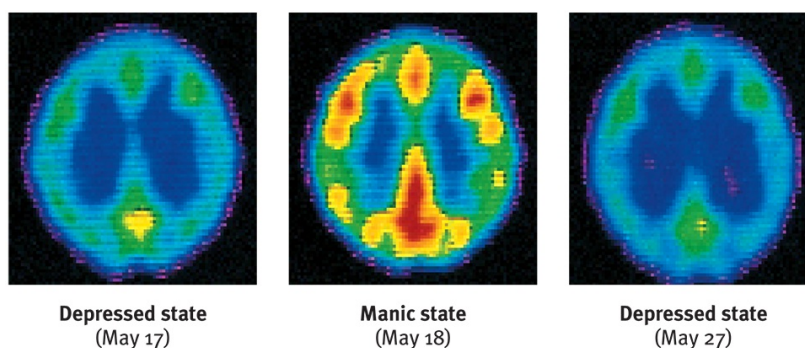 Depressed state
(May 17)
Manic state
(May 18)
Depressed state
(May 27)